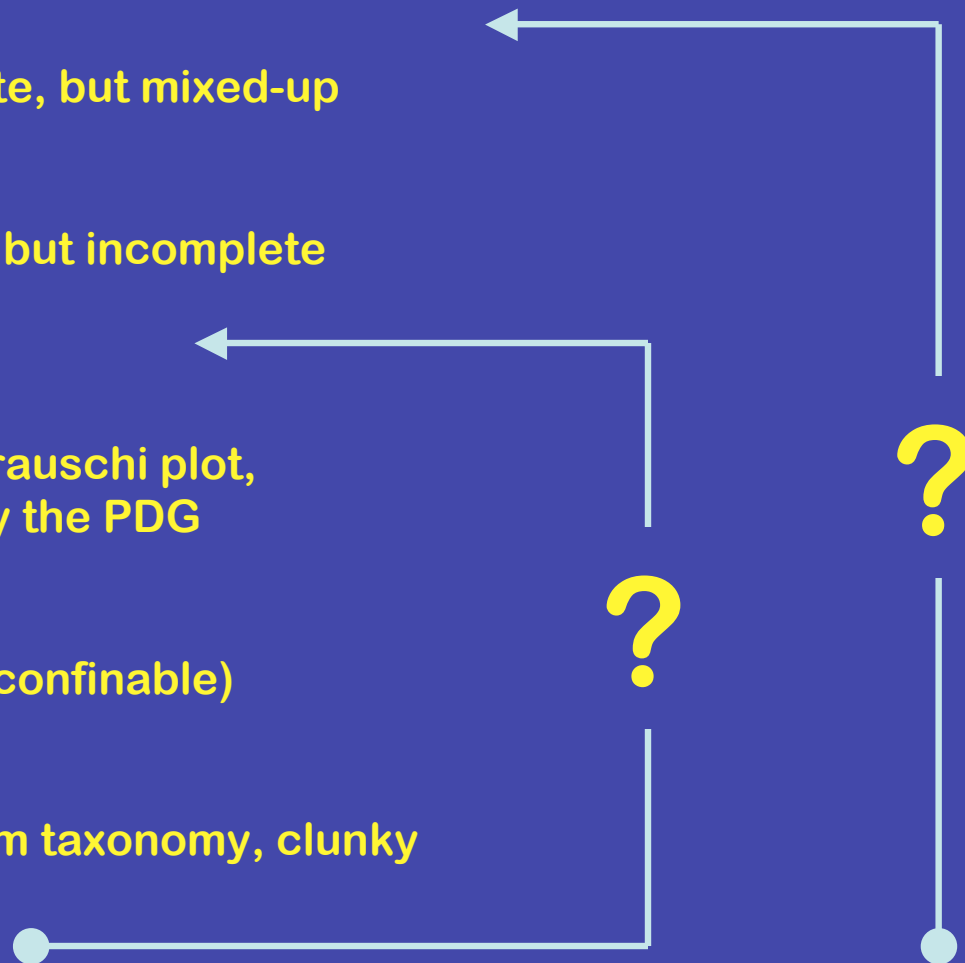 te, but mixed-up
but incomplete
rauschi plot,
y the PDG
?
?
confinable)
m taxonomy, clunky